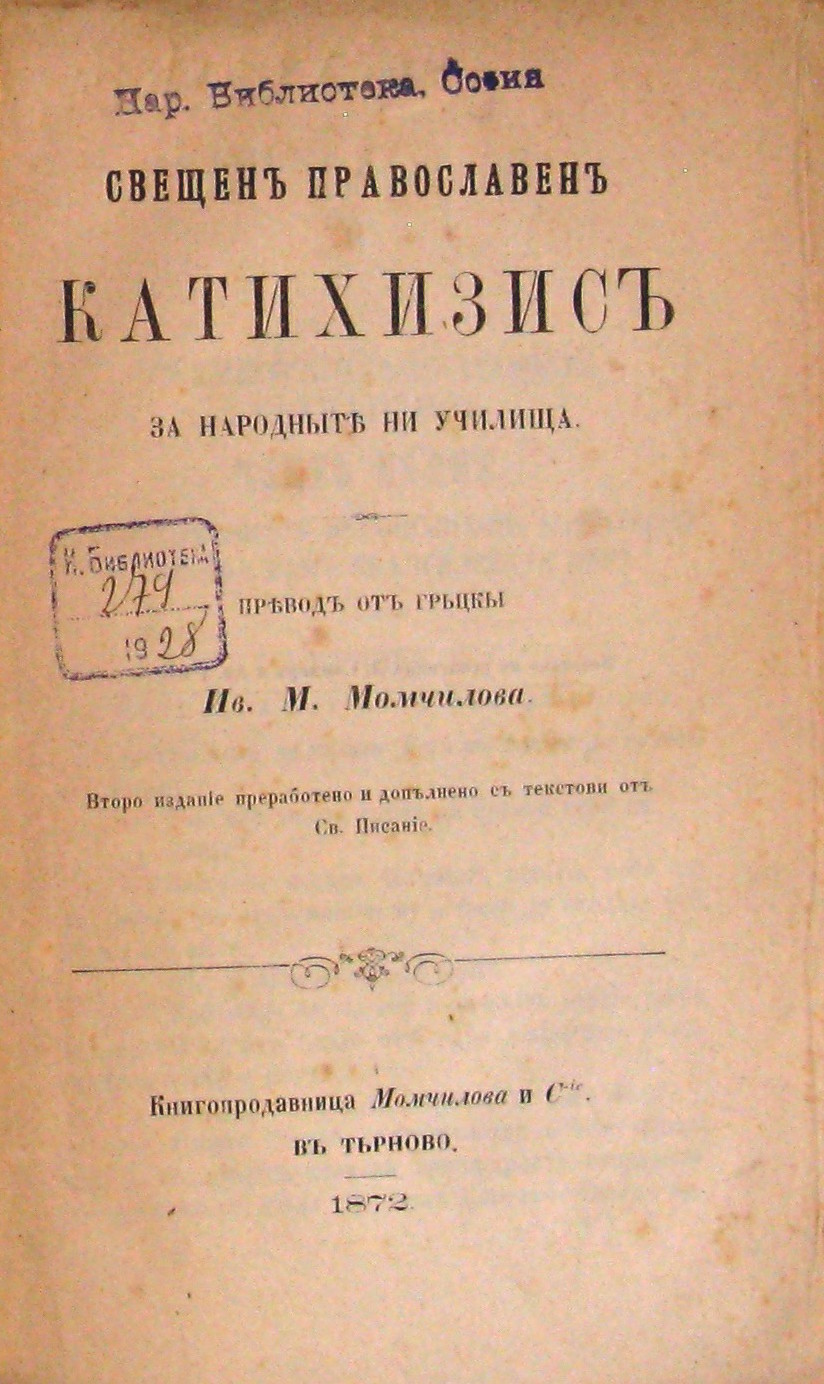 Нар. Библиотека, София
СВЕЩЕНЪ ПРАВОСЛАВЕНЪ
КАТИХИЗИСЪ
ЗА НАРОДНЫТѢ НИ УЧИЛИЩА.
Н. БИБЛИОТЕКА
279
1928
ПРѢВОДЪ ОТЪ ГРЬЦКЫ
Ив. М. Момчилова.
Второ изданіе преработено и допълнено съ текстови отъ
Св. Писаніе.
Книгопродавница Момчилова и С-ie.
ВЪ ТЬРНОВО.
1872.